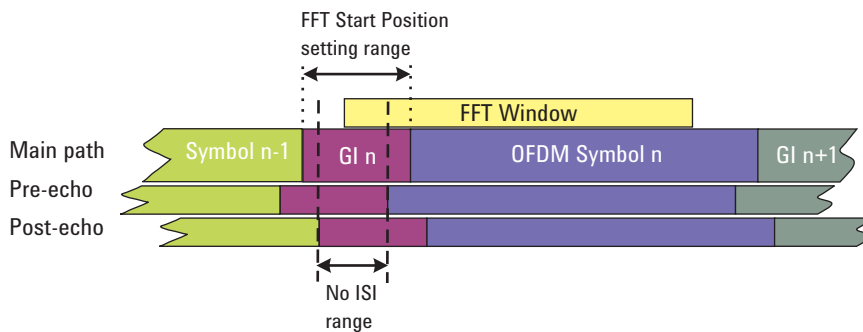 FFT Start Position
setting range
FFT Window
Main path
Symbol n-1
GI n
OFDM Symbol n
GI n+1
Pre-echo
Post-echo
No ISI
range